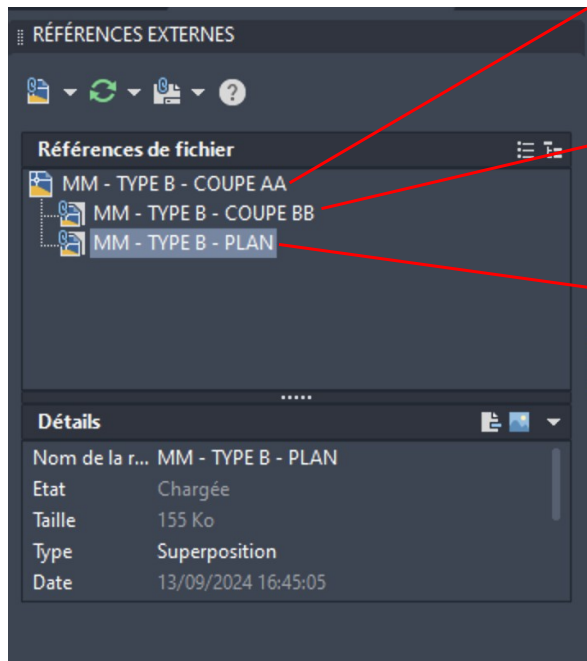 RÉFÉRENCES EXTERNES
Références de fichier
MM - TYPE B - COUPE AA
MM - TYPE B - COUPE BB
MM - TYPE B - PLAN
Détails
Nom de la r... MM - TYPE B - PLAN
Etat Chargée
Taille 155 Ko
Type Superposition
Date 13/09/2024 16:45:05